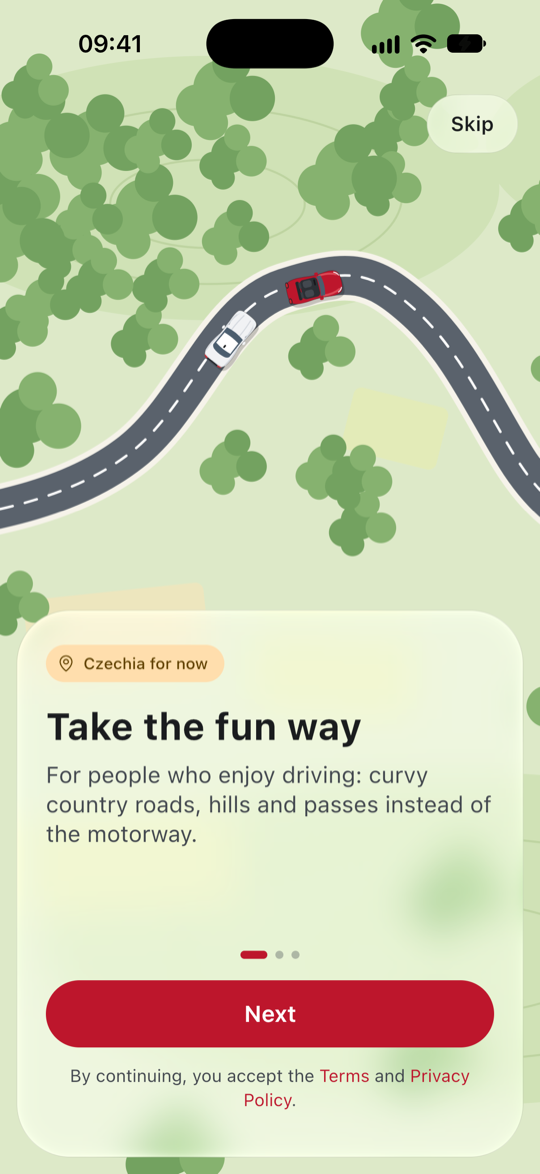 09:41
Skip
Czechia for now
Take the fun way
For people who enjoy driving: curvy
country roads, hills and passes instead of
the motorway.
Next
By continuing, you accept the Terms and Privacy
Policy.